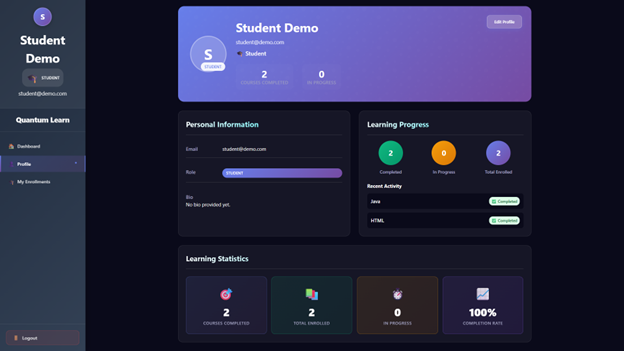 S
Student
Demo
STUDENT
student@demo.com
Quantum Learn
Dashboard
Profile
My Enrollments
Logout
S
STUDENT
Student Demo
student@demo.com
Student
2
COURSES COMPLETED
0
IN PROGRESS
Edit Profile
Personal Information
Email
student@demo.com
Role
STUDENT
Bio
No bio provided yet.
Learning Progress
2
Completed
0
In Progress
2
Total Enrolled
Recent Activity
Java
Completed
HTML
Completed
Learning Statistics
2
COURSES COMPLETED
2
TOTAL ENROLLED
0
IN PROGRESS
100%
COMPLETION RATE